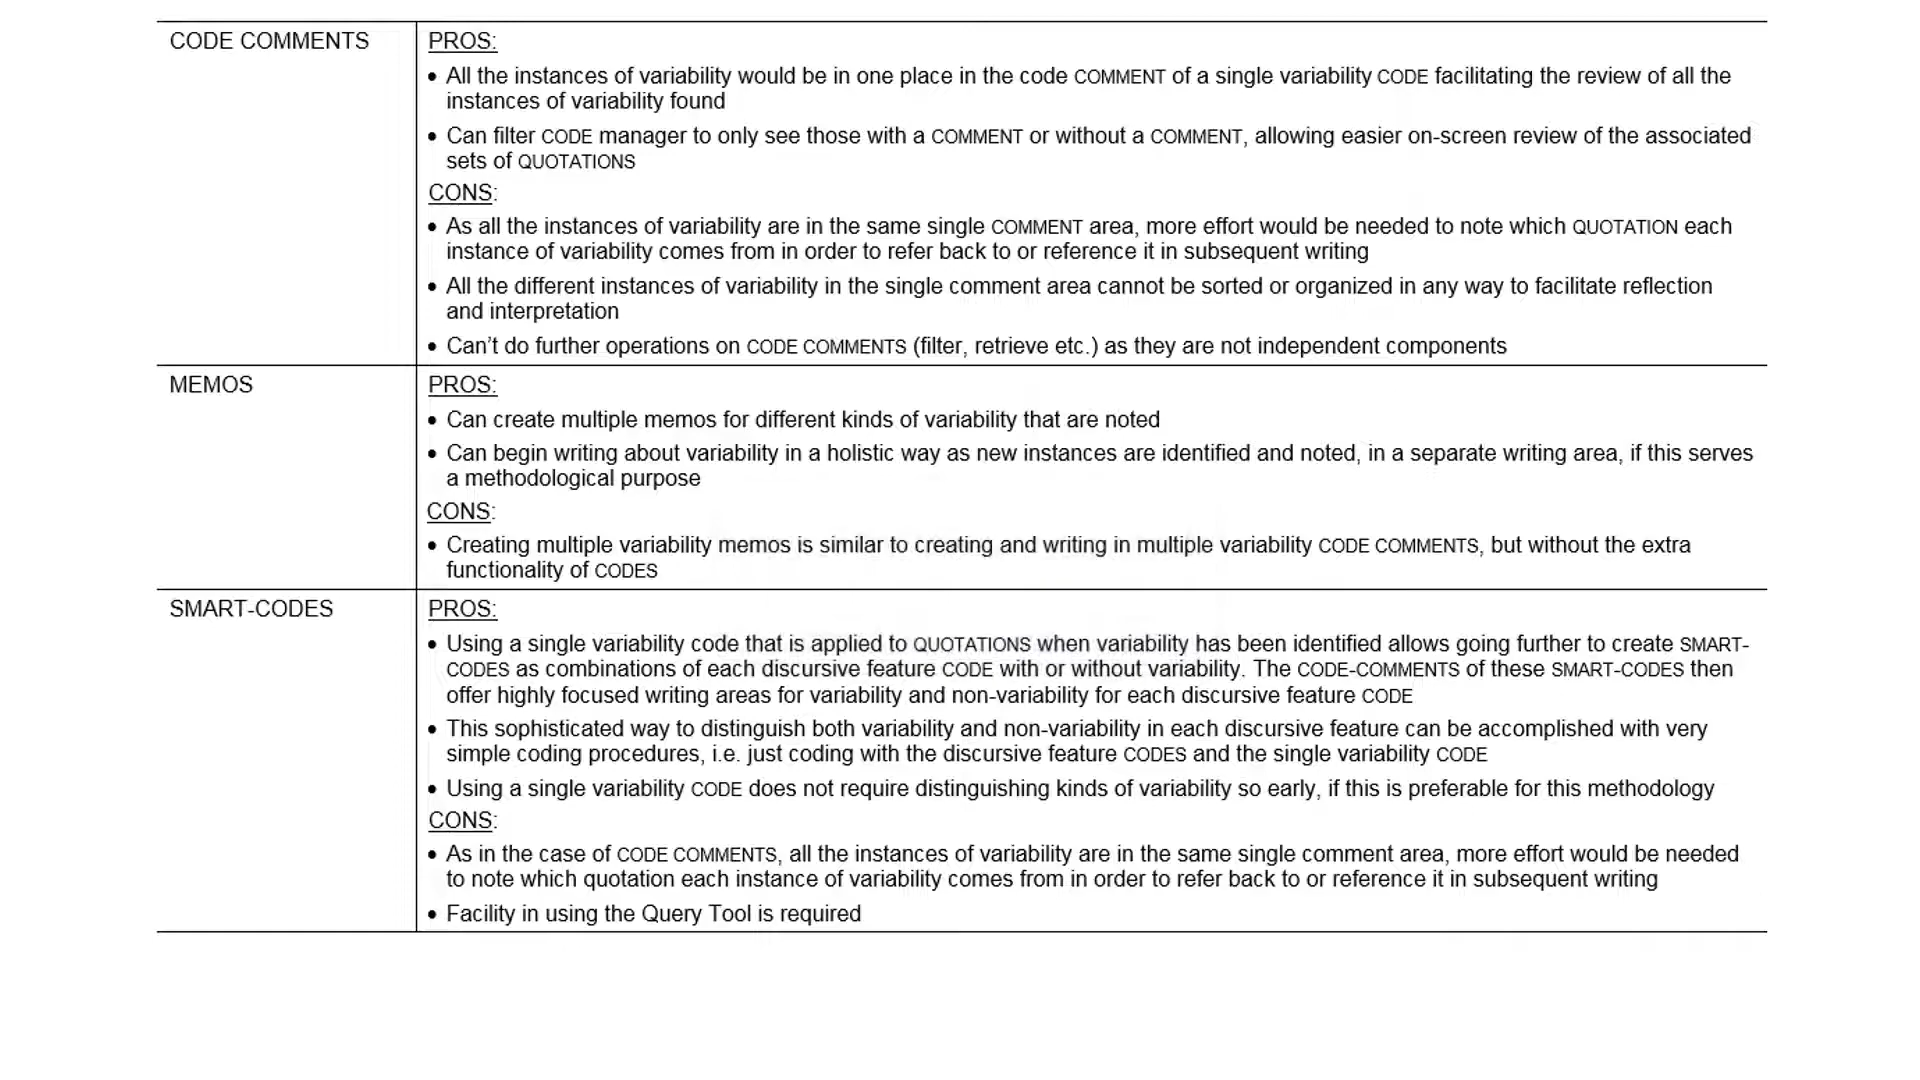 CODE COMMENTS
PROS:
• All the instances of variability would be in one place in the code COMMENT of a single variability CODE facilitating the review of all the
instances of variability found
• Can filter CODE manager to only see those with a COMMENT or without a COMMENT, allowing easier on-screen review of the associated
sets of QUOTATIONS
CONS:
• As all the instances of variability are in the same single COMMENT area, more effort would be needed to note which QUOTATION each
instance of variability comes from in order to refer back to or reference it in subsequent writing
• All the different instances of variability in the single comment area cannot be sorted or organized in any way to facilitate reflection
and interpretation
• Can’t do further operations on CODE COMMENTS (filter, retrieve etc.) as they are not independent components
MEMOS
PROS:
• Can create multiple memos for different kinds of variability that are noted
• Can begin writing about variability in a holistic way as new instances are identified and noted, in a separate writing area, if this serves
a methodological purpose
CONS:
• Creating multiple variability memos is similar to creating and writing in multiple variability CODE COMMENTS, but without the extra
functionality of CODES
SMART-CODES
PROS:
• Using a single variability code that is applied to QUOTATIONS when variability has been identified allows going further to create SMART-
CODES as combinations of each discursive feature CODE with or without variability. The CODE-COMMENTS of these SMART-CODES then
offer highly focused writing areas for variability and non-variability for each discursive feature CODE
• This sophisticated way to distinguish both variability and non-variability in each discursive feature can be accomplished with very
simple coding procedures, i.e. just coding with the discursive feature CODES and the single variability CODE
• Using a single variability CODE does not require distinguishing kinds of variability so early, if this is preferable for this methodology
CONS:
• As in the case of CODE COMMENTS, all the instances of variability are in the same single comment area, more effort would be needed
to note which quotation each instance of variability comes from in order to refer back to or reference it in subsequent writing
• Facility in using the Query Tool is required